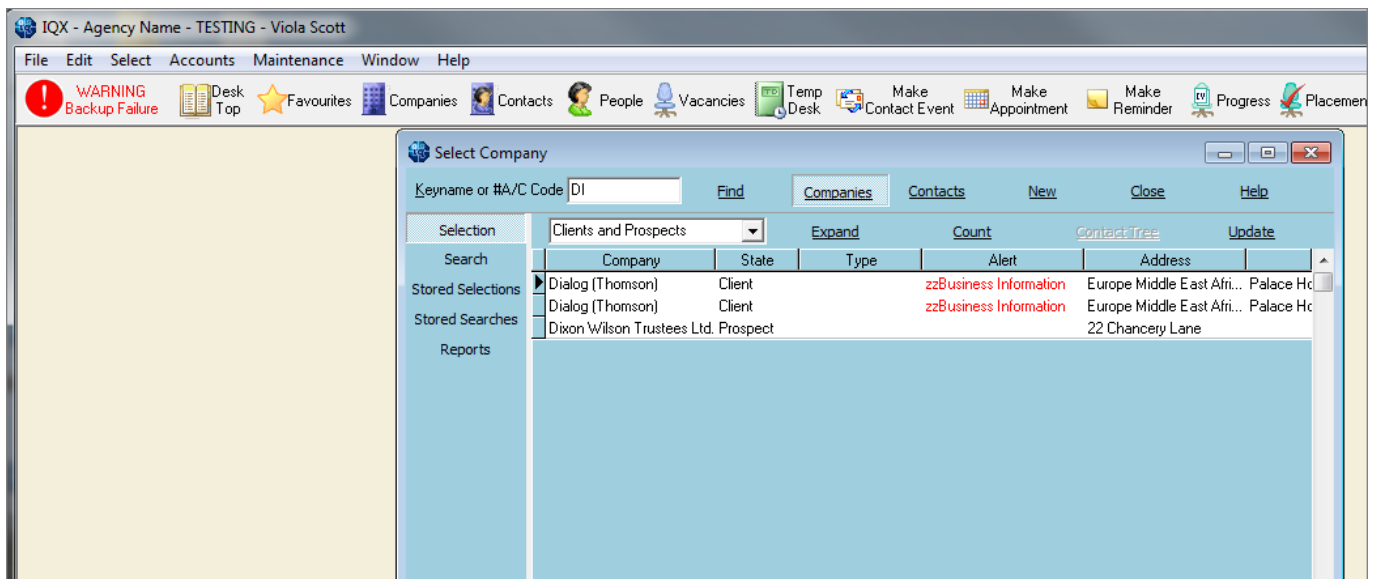 IQX - Agency Name - TESTING - Viola Scott
File Edit Select Accounts Maintenance Window Help
WARNING Backup Failure Desk Top Favourites Companies Contacts People Vacancies Temp Desk Make Contact Event Make Appointment Make Reminder Progress Placemen
Select Company
Keyname or #A/C Code DI Find Companies Contacts New Close Help
Selection Clients and Prospects Expand Count Contact Tree Update
Search Company State Type Alert Address
Dialog (Thomson) Client zzBusiness Information Europe Middle East Afri... Palace Ho
Stored Selections
Dialog (Thomson) Client zzBusiness Information Europe Middle East Afri... Palace Ho
Stored Searches
Dixon Wilson Trustees Ltd. Prospect 22 Chancery Lane
Reports